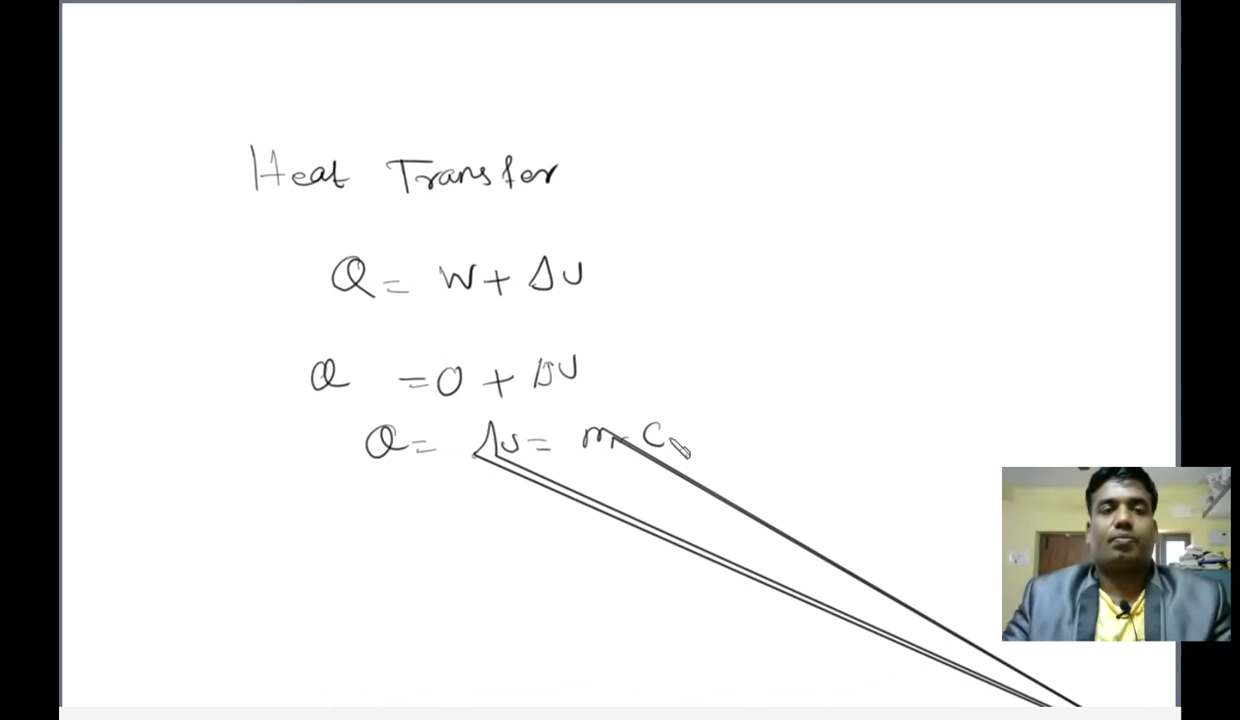 Heat Transfer
Q = W + ΔU
Q = 0 + ΔU
Q = ΔU = m C